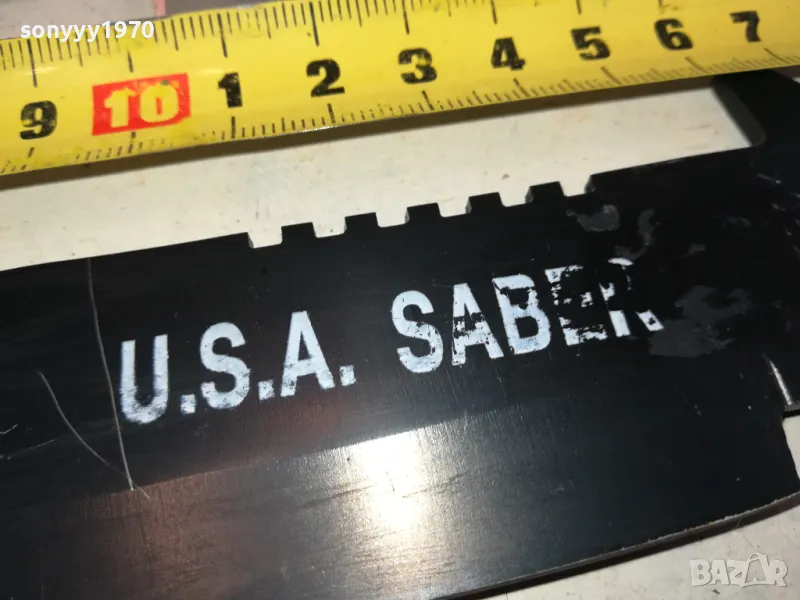 sonyyy1970
9 10 1 2 3 4 5 6 7
U.S.A. SABER
BAZAR